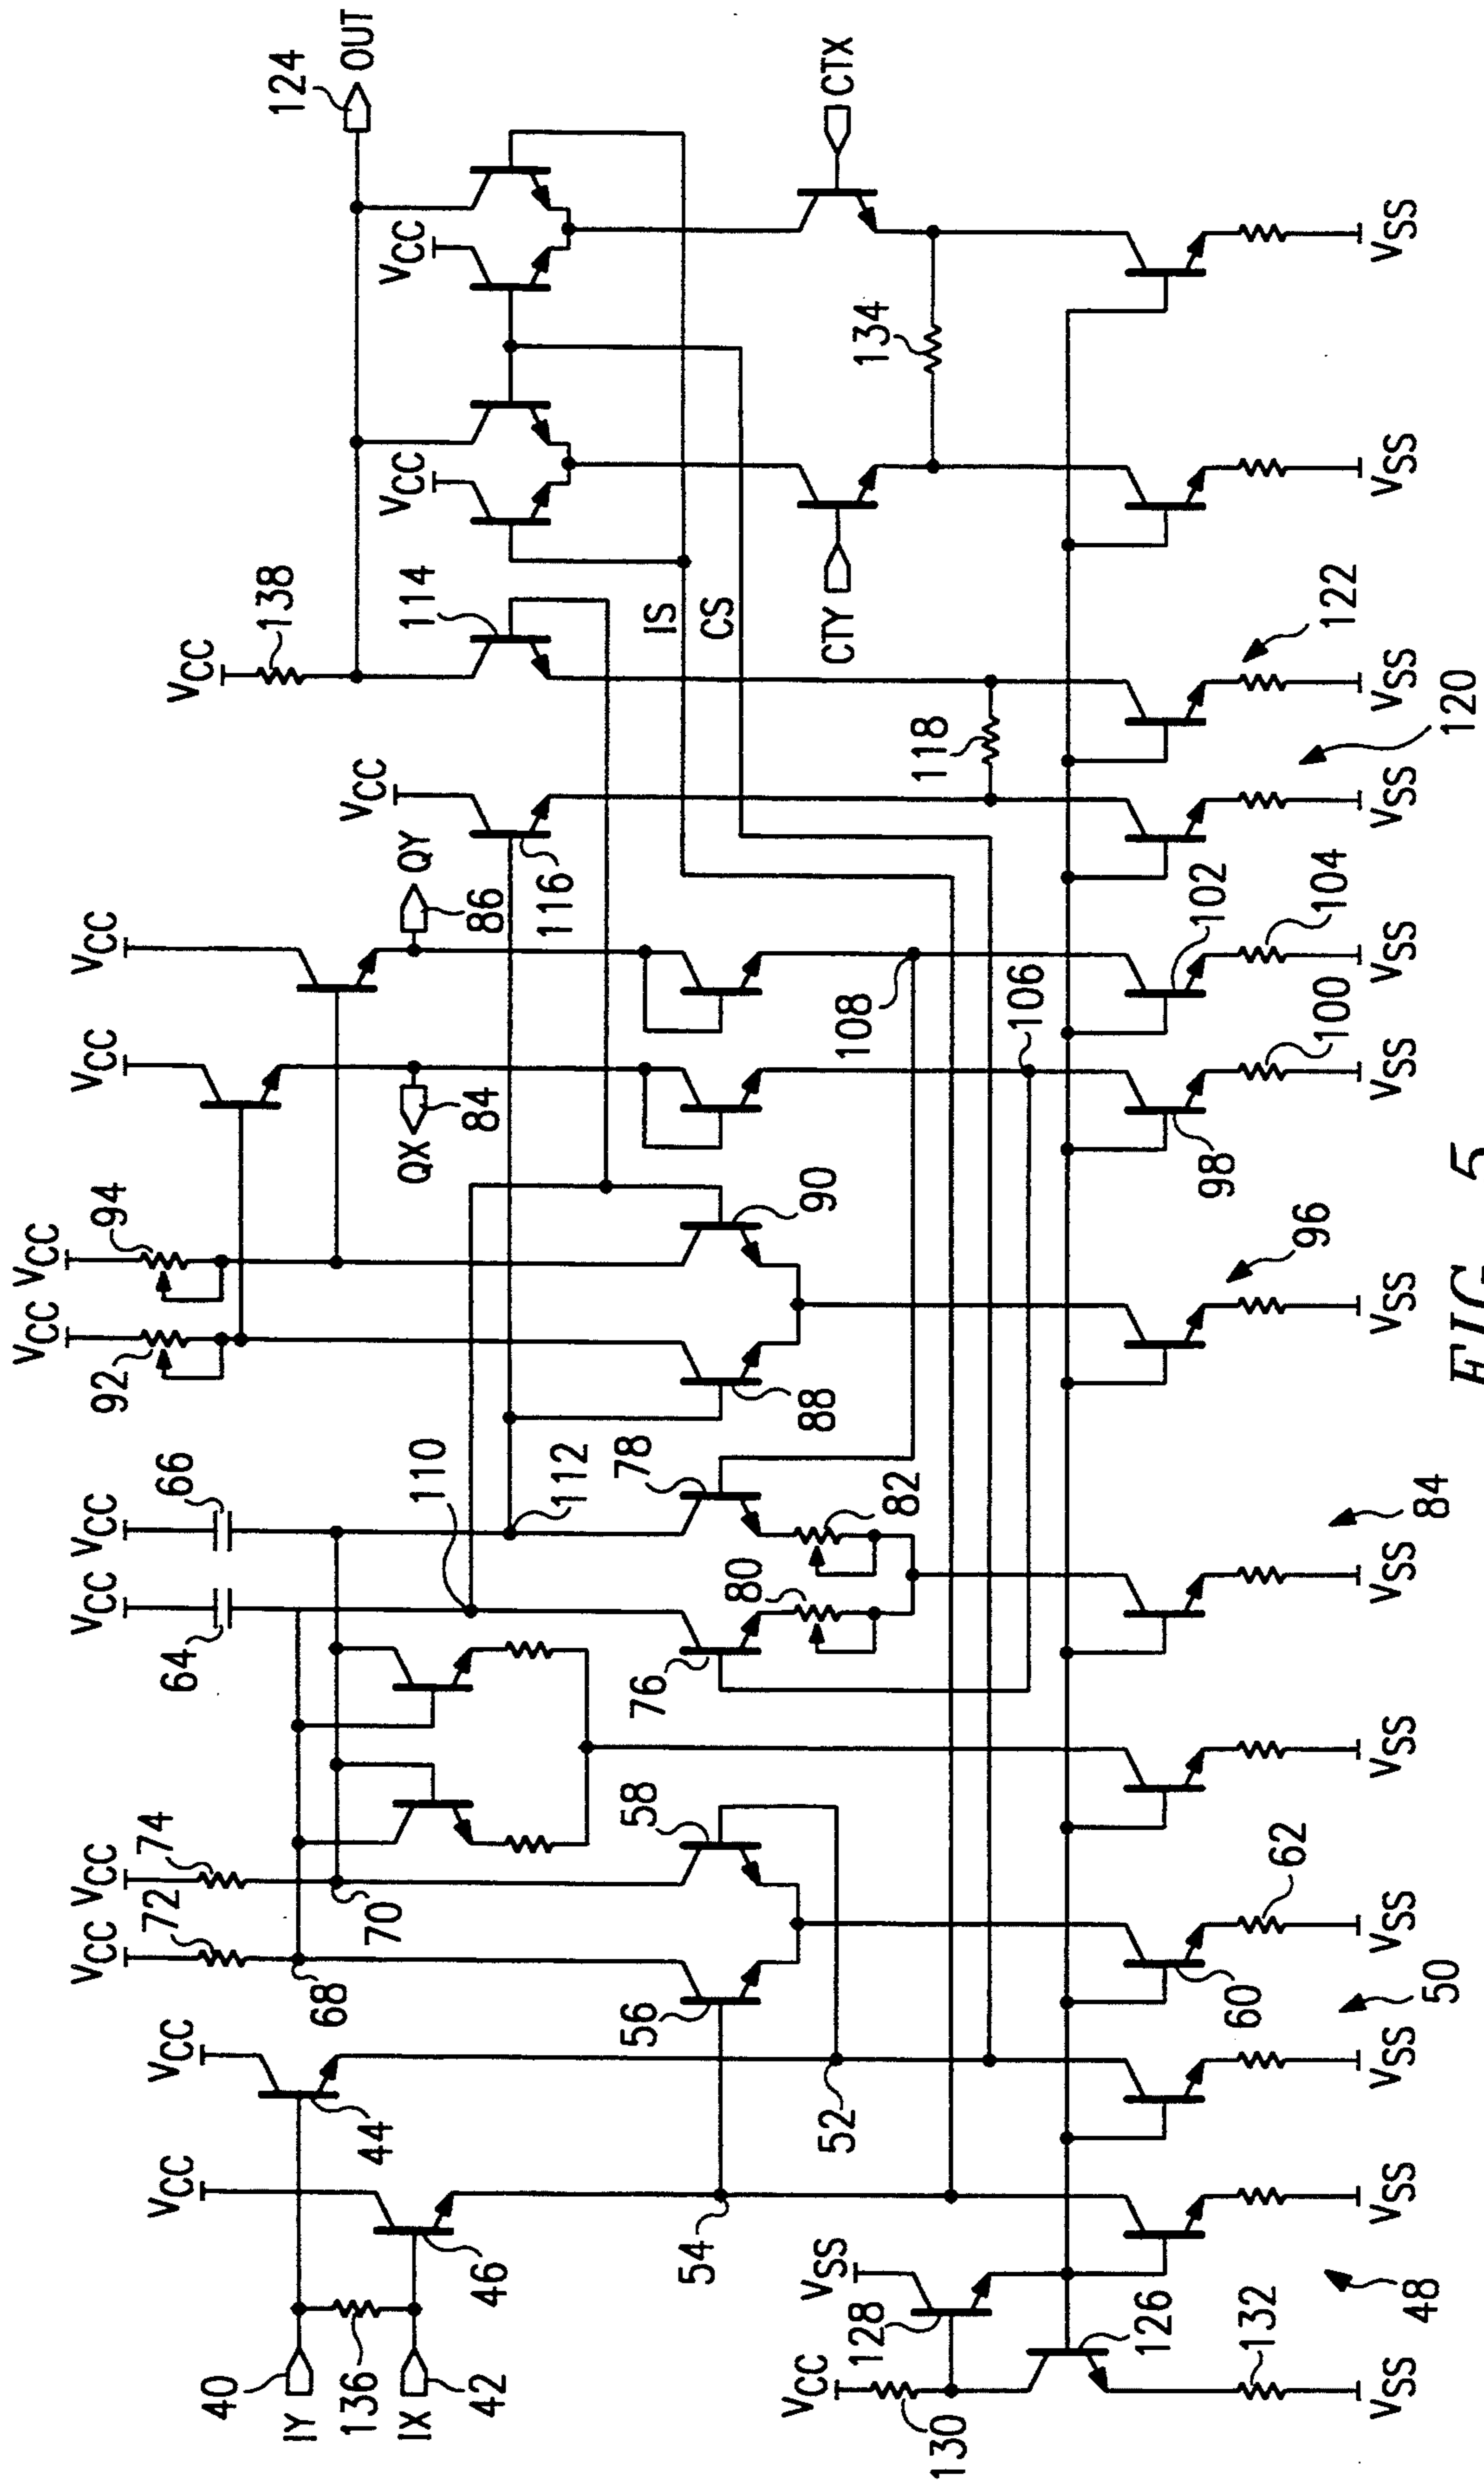 124
OUT
VCC
138
114
VCC
VCC
IS
CS
CTY
CTX
134
118
122
120
VSS
VSS
VSS
VSS
VCC
116
VCC
QY
86
VCC
QX
84
108
106
102
104
98
100
VSS
VSS
VCC
94
VCC
92
90
88
96
VSS
VCC
66
VCC
64
110
112
78
76
82
80
84
VSS
VSS
VCC
74
VCC
72
70
68
58
56
62
60
VSS
50
VCC
44
52
VSS
VCC
46
54
VSS
48
40
IY
136
IX
42
VSS
128
VCC
130
126
132
VSS
FIG. 5